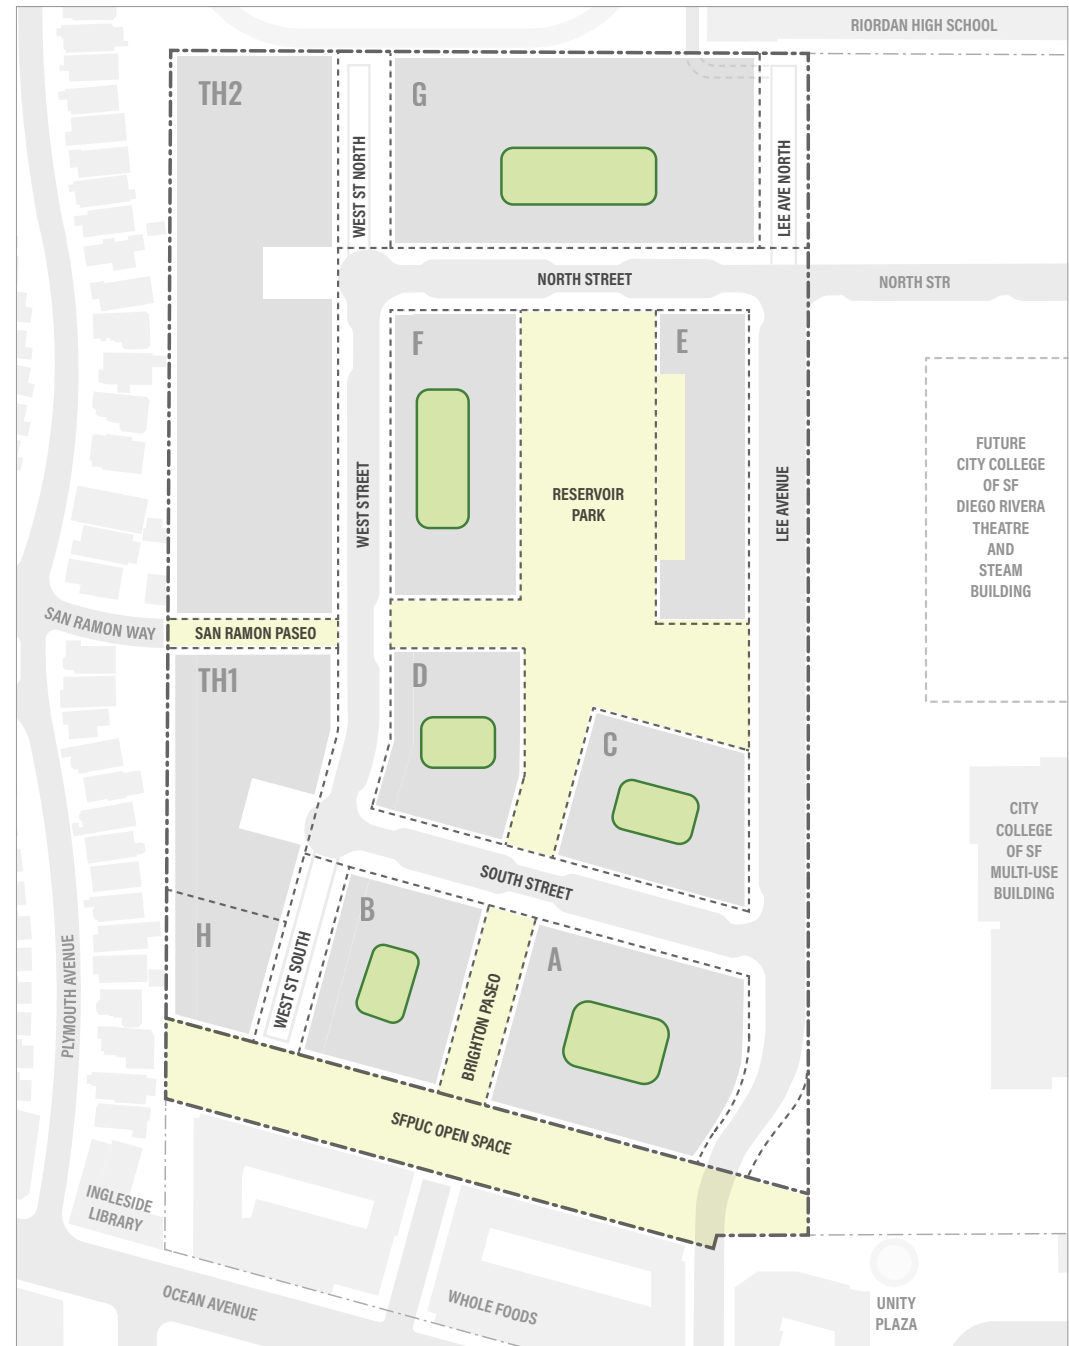 RIORDAN HIGH SCHOOL
TH2
G
WEST ST NORTH
LEE AVE NORTH
NORTH STREET
NORTH STR
F
E
RESERVOIR
PARK
WEST STREET
LEE AVENUE
FUTURE
CITY COLLEGE
OF SF
DIEGO RIVERA
THEATRE
AND
STEAM
BUILDING
SAN RAMON WAY
SAN RAMON PASEO
TH1
D
C
CITY
COLLEGE
OF SF
MULTI-USE
BUILDING
SOUTH STREET
B
H
A
WEST ST SOUTH
BRIGHTON PASEO
PLYMOUTH AVENUE
SFPUC OPEN SPACE
INGLESIDE
LIBRARY
OCEAN AVENUE
WHOLE FOODS
UNITY
PLAZA